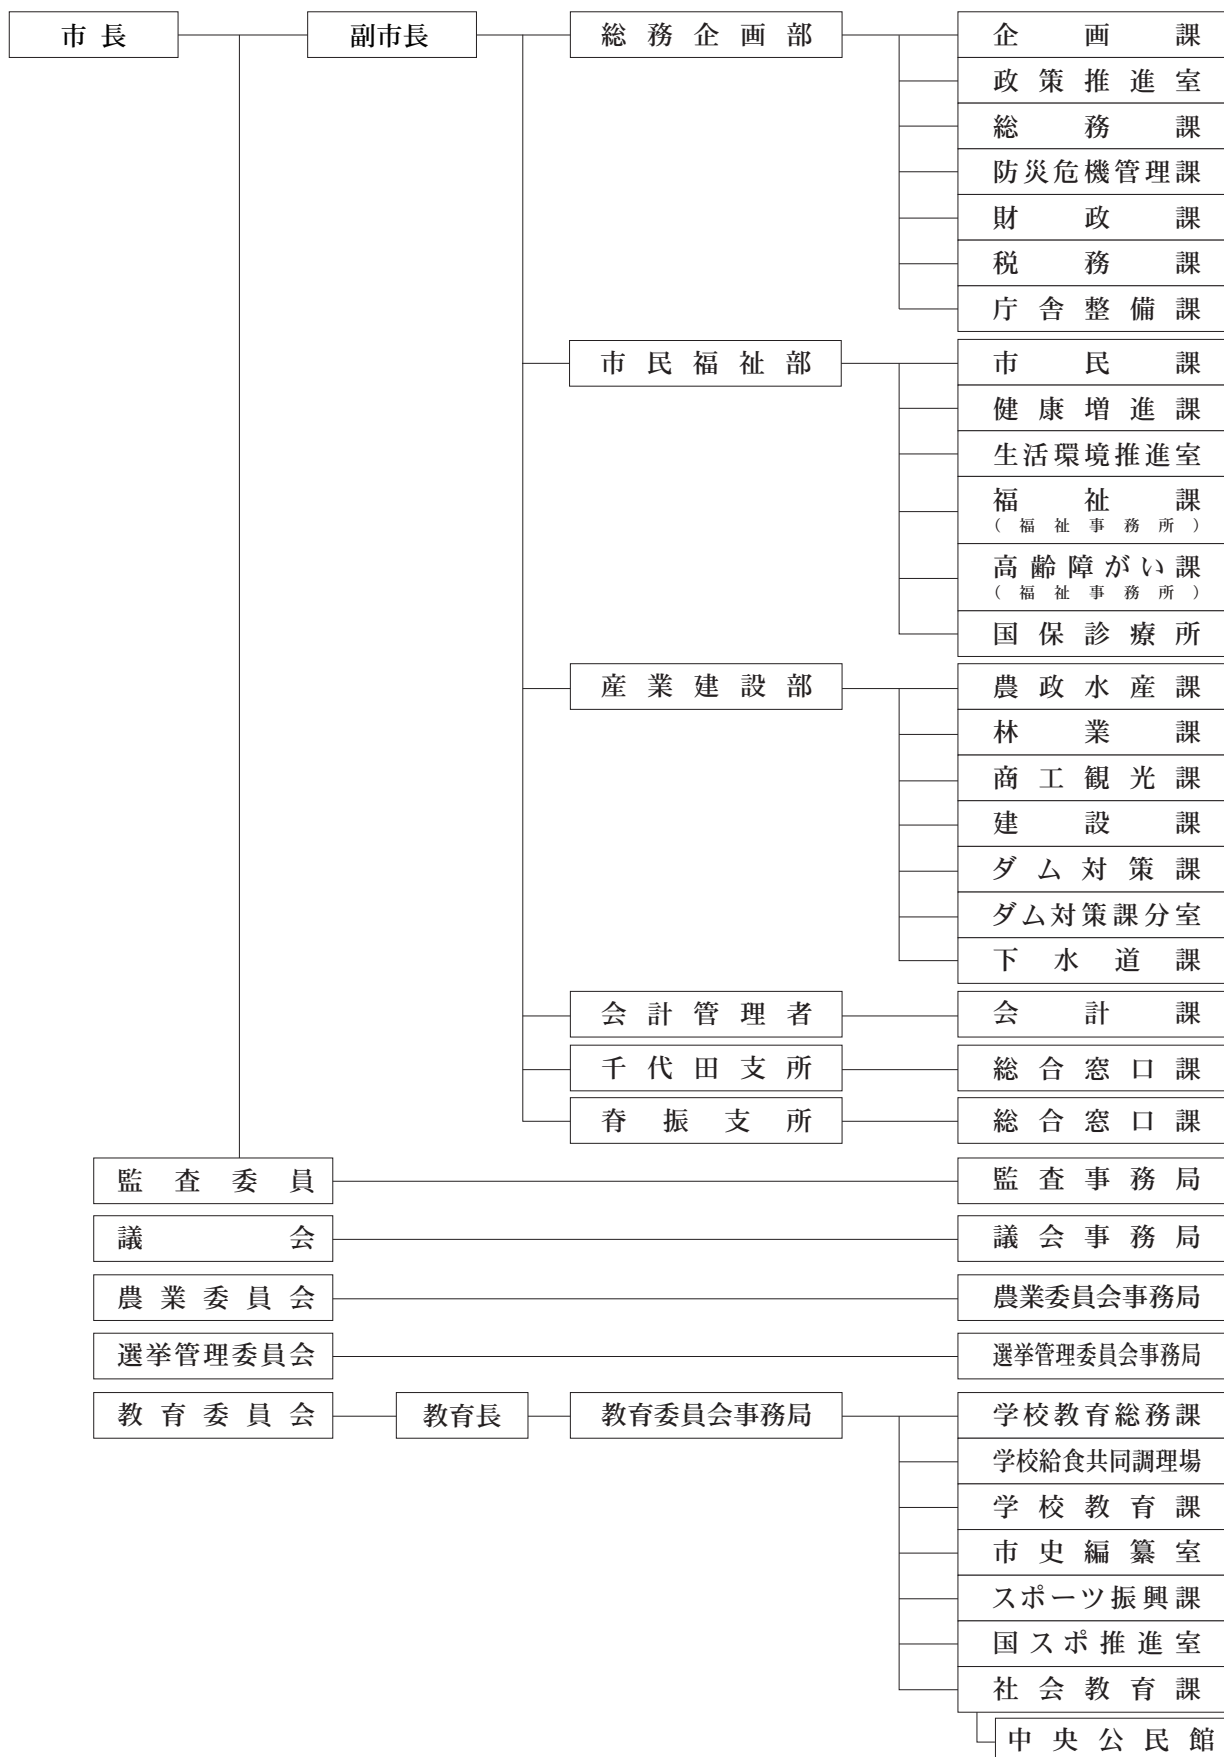 市長 副市長 総務企画部 企画課
政策推進室
総務課
防災危機管理課
財政課
税務課
庁舎整備課
市民福祉部 市民課
健康増進課
生活環境推進室
福祉課
(福祉事務所)
高齢障がい課
(福祉事務所)
国保診療所
産業建設部 農政水産課
林業課
商工観光課
建設課
ダム対策課
ダム対策課分室
下水道課
会計管理者 会計課
千代田支所 総合窓口課
脊振支所 総合窓口課
監査委員 監査事務局
議会 議会事務局
農業委員会 農業委員会事務局
選挙管理委員会 選挙管理委員会事務局
教育委員会 教育長 教育委員会事務局 学校教育総務課
学校給食共同調理場
学校教育課
市史編纂室
スポーツ振興課
国スポ推進室
社会教育課
中央公民館